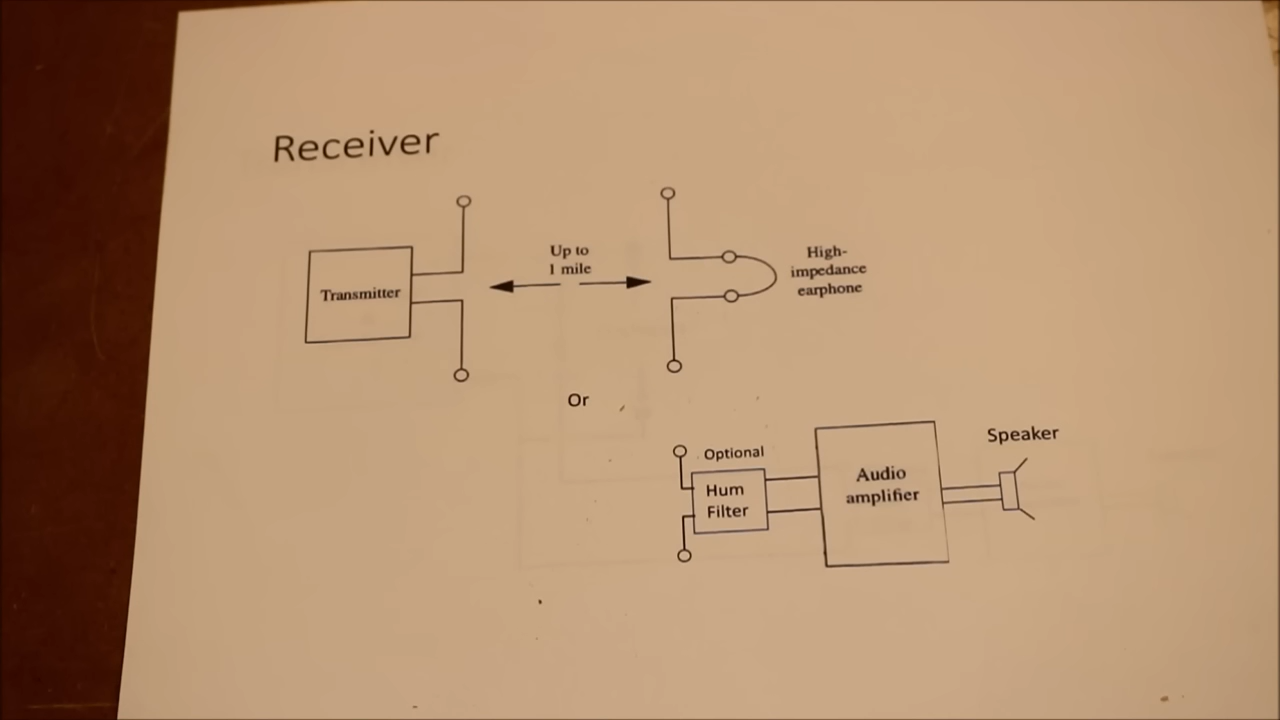 Receiver
Transmitter
Up to
1 mile
High-
impedance
earphone
Or
Optional
Hum
Filter
Audio
amplifier
Speaker